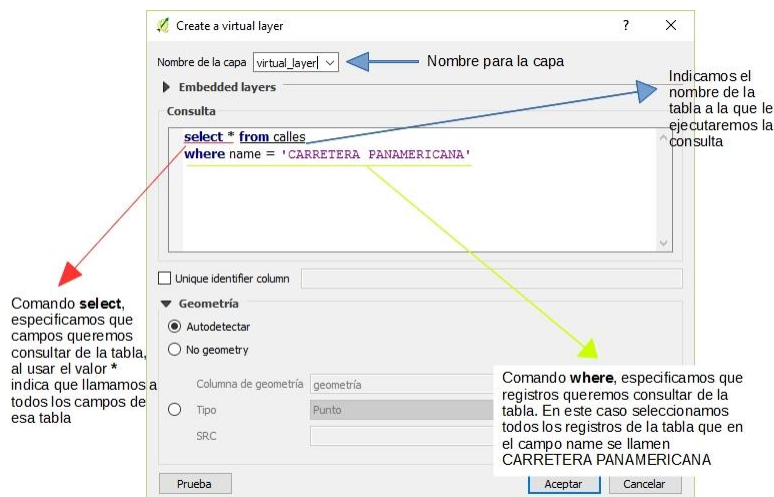 Create a virtual layer
? X
Nombre de la capa virtual_layer
Nombre para la capa
Embedded layers
Indicamos el
nombre de la
tabla a la que le
ejecutaremos la
consulta
Consulta
select * from calles
where name = 'CARRETERA PANAMERICANA'
Unique identifier column
Geometría
Autodetectar
No geometry
Columna de geometría geometría
Tipo Punto
SRC
Comando select,
especificamos que
campos queremos
consultar de la tabla,
al usar el valor *
indica que llamamos a
todos los campos de
esa tabla
Comando where, especificamos que
registros queremos consultar de la
tabla. En este caso seleccionamos
todos los registros de la tabla que en
el campo name se llamen
CARRETERA PANAMERICANA
Prueba
Aceptar
Cancelar